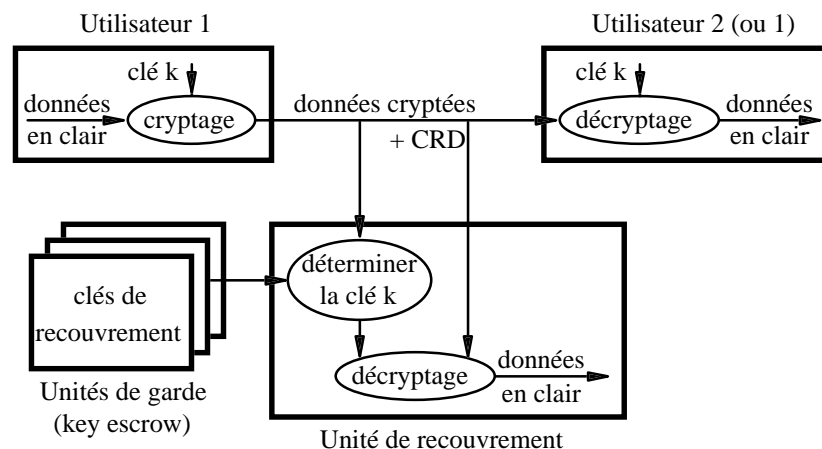 Utilisateur 1
Utilisateur 2 (ou 1)
clé k
données
en clair
cryptage
données cryptées
+ CRD
clé k
décryptage
données
en clair
clés de
recouvrement
Unités de garde
(key escrow)
déterminer
la clé k
décryptage
données
en clair
Unité de recouvrement